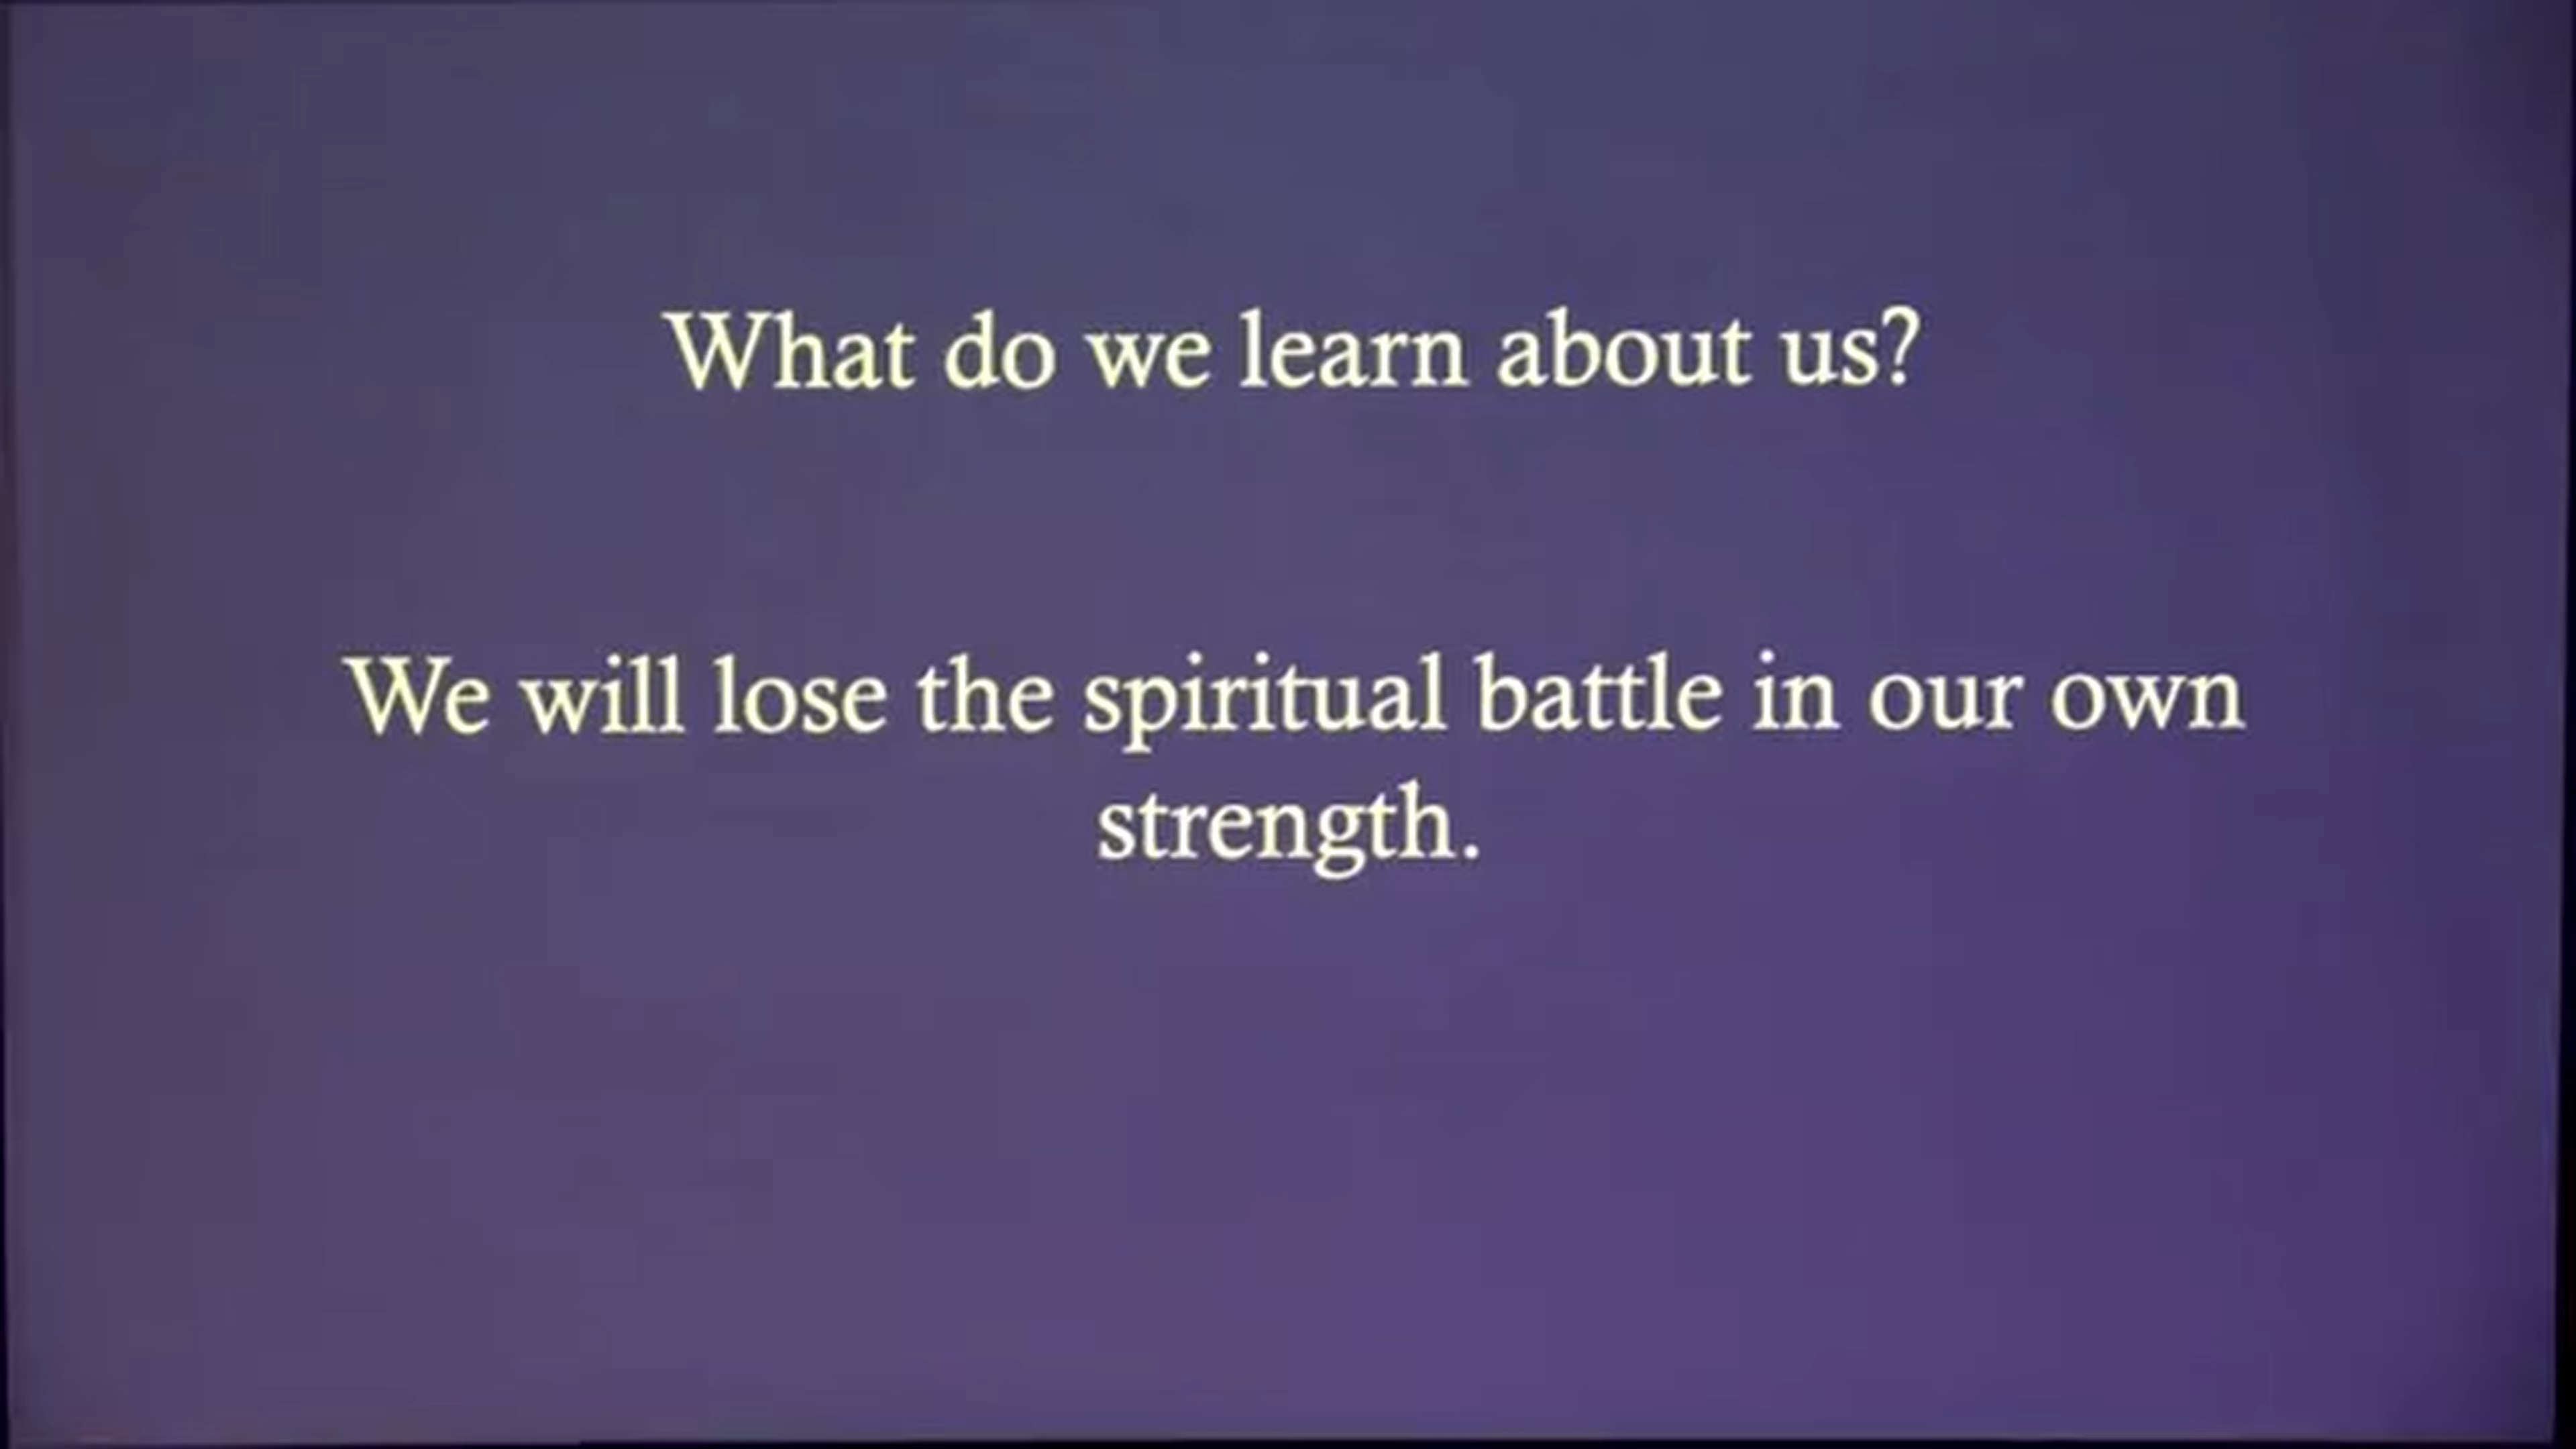 What do we learn about us?
We will lose the spiritual battle in our own
strength.